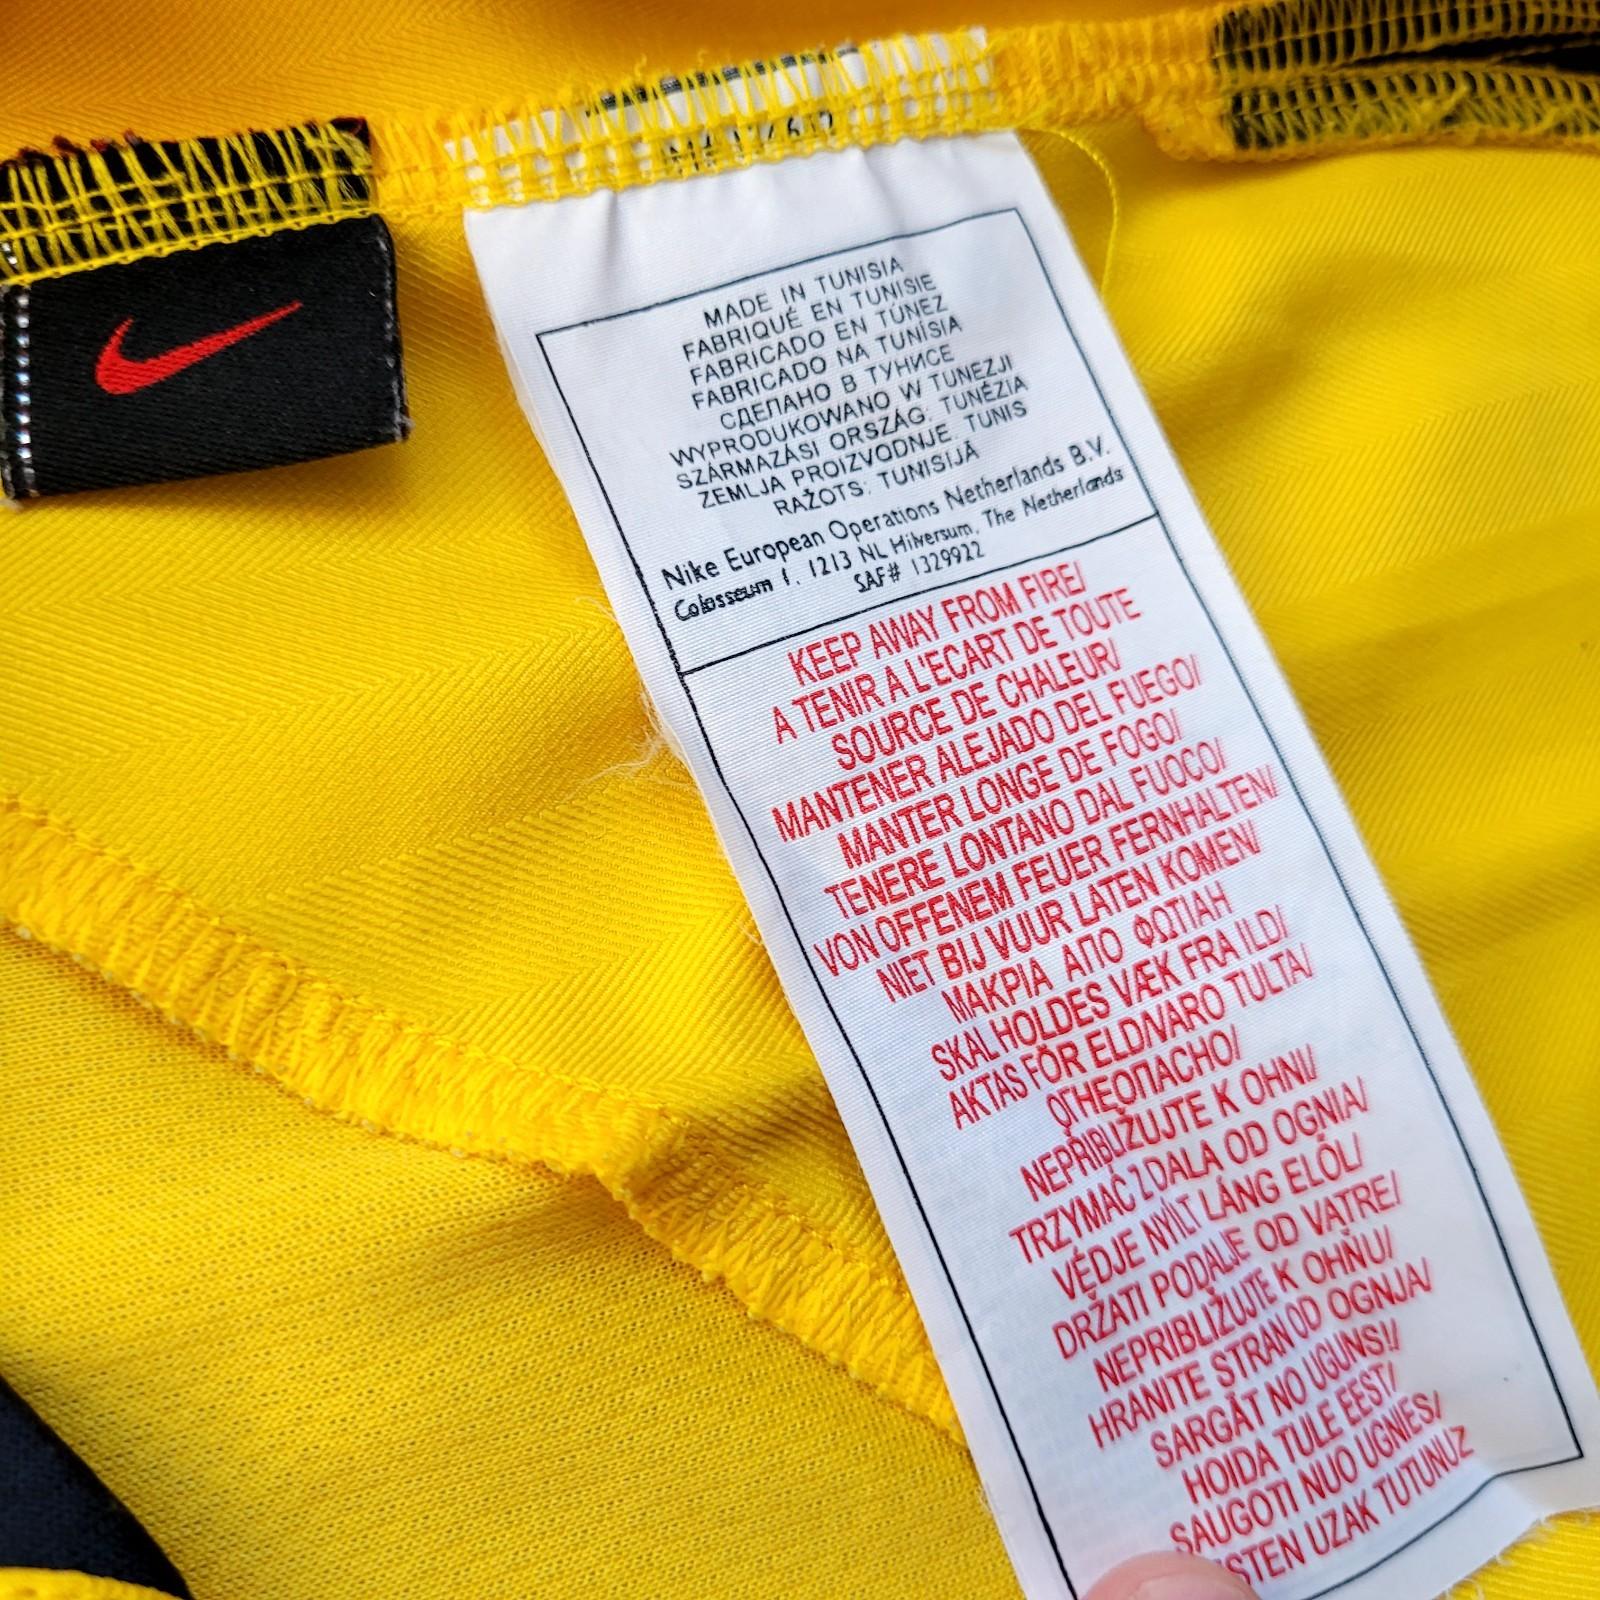 MADE IN TUNISIA
FABRIQUÉ EN TUNISIE
FABRICADO EN TÚNEZ
FABRICADO NA TUNÍSIA
СДЕЛАНО В ТУНИСЕ
WYPRODUKOWANO W TUNEZJI
SZÁRMAZÁSI ORSZÁG: TUNÉZIA
ZEMLJA PROIZVODNJE: TUNIS
RAŽOTS: TUNISIJĀ
Nike European Operations Netherlands B.V.
Colosseum 1, 1213 NL Hilversum, The Netherlands
SAF# 1329922
KEEP AWAY FROM FIRE/
A TENIR A L'ECART DE TOUTE
SOURCE DE CHALEUR/
MANTENER ALEJADO DEL FUEGO/
MANTER LONGE DE FOGO/
TENERE LONTANO DAL FUOCO/
VON OFFENEM FEUER FERNHALTEN/
NIET BIJ VUUR LATEN KOMEN/
ΜΑΚΡΙΑ ΑΠΟ ΦΩΤΙΑΗ
SKAL HOLDES VÆK FRA ILD/
AKTAS FÖR ELD/VARO TULTA/
ОГНЕОПАСНО/
NEPRIBLIŽUJTE K OHNI/
TRZYMAĆ Z DALA OD OGNIA/
VÉDJE NYÍLT LÁNG ELŐL/
DRŽATI PODALJE OD VATRE/
NEPRIBLIŽUJTE K OHŇU/
HRANITE STRAN OD OGNJA/
SARGĀT NO UGUNS!/
HOIDA TULE EEST/
SAUGOTI NUO UGNIES/
UZAK TUTUNUZ